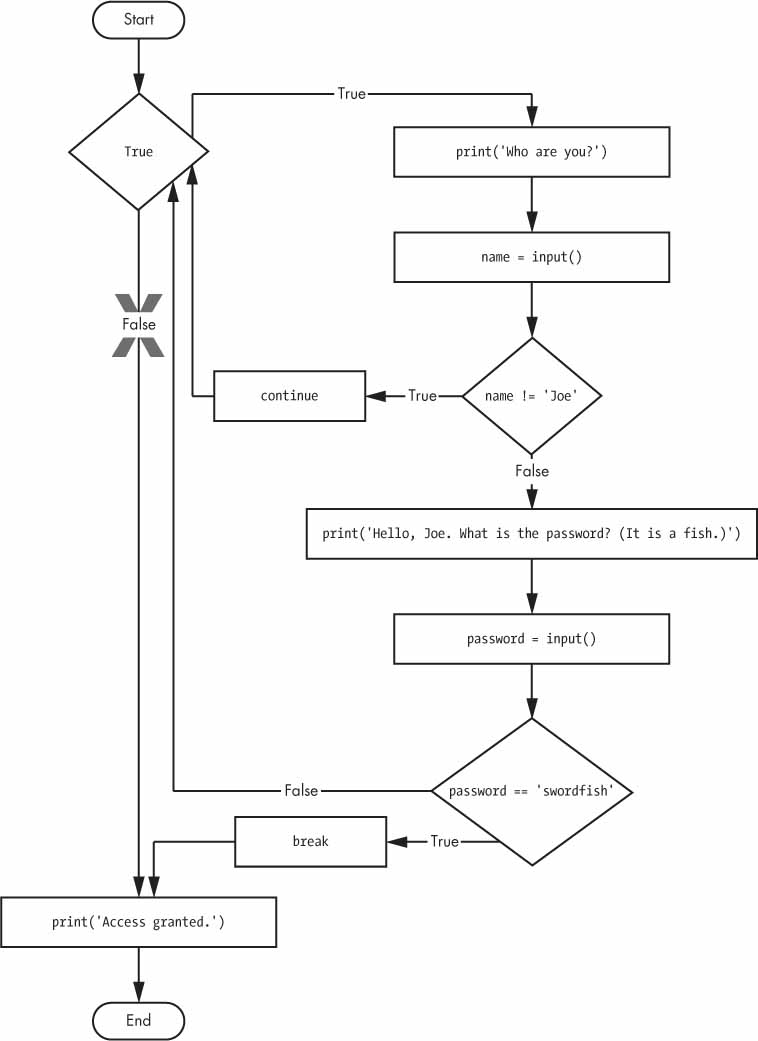 Start
True
True
print('Who are you?')
name = input()
False
name != 'Joe'
True
continue
False
print('Hello, Joe. What is the password? (It is a fish.)')
password = input()
password == 'swordfish'
False
True
break
print('Access granted.')
End